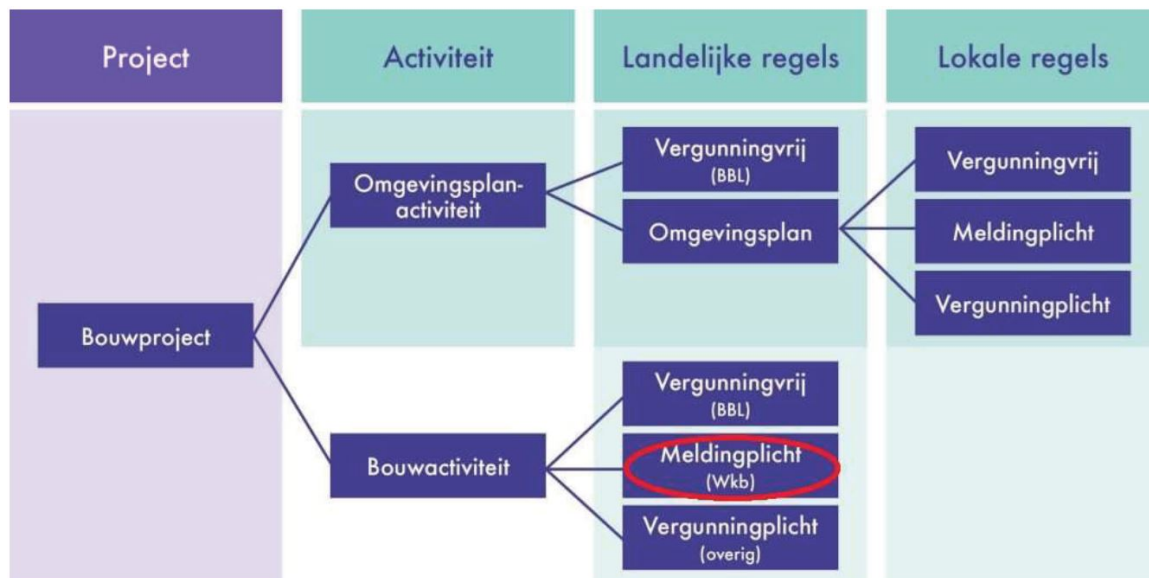 Project
Activiteit
Landelijke regels
Lokale regels
Bouwproject
Omgevingsplan-
activiteit
Vergunningvrij
(BBL)
Omgevingsplan
Vergunningvrij
Meldingplicht
Vergunningplicht
Bouwactiviteit
Vergunningvrij
(BBL)
Meldingplicht
(Wkb)
Vergunningplicht
(overig)